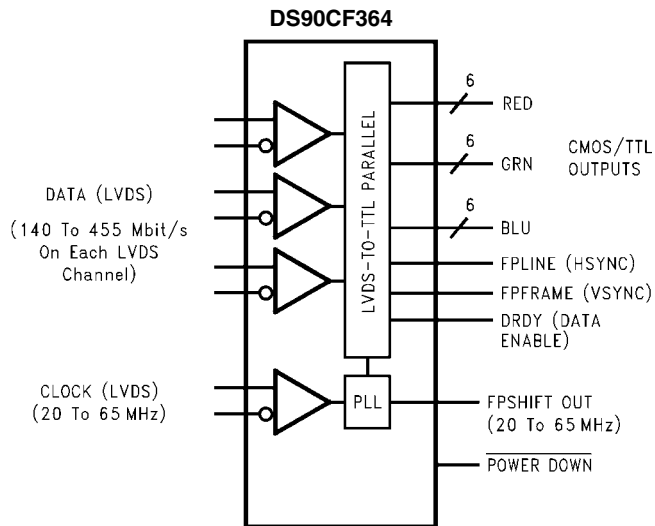 DS90CF364
6
RED
6
GRN
CMOS/TTL
OUTPUTS
6
BLU
DATA (LVDS)
(140 To 455 Mbit/s
On Each LVDS
Channel)
LVDS-TO-TTL PARALLEL
FPLINE (HSYNC)
FPFRAME (VSYNC)
DRDY (DATA
ENABLE)
CLOCK (LVDS)
(20 To 65 MHz)
PLL
FPSHIFT OUT
(20 To 65 MHz)
POWER DOWN